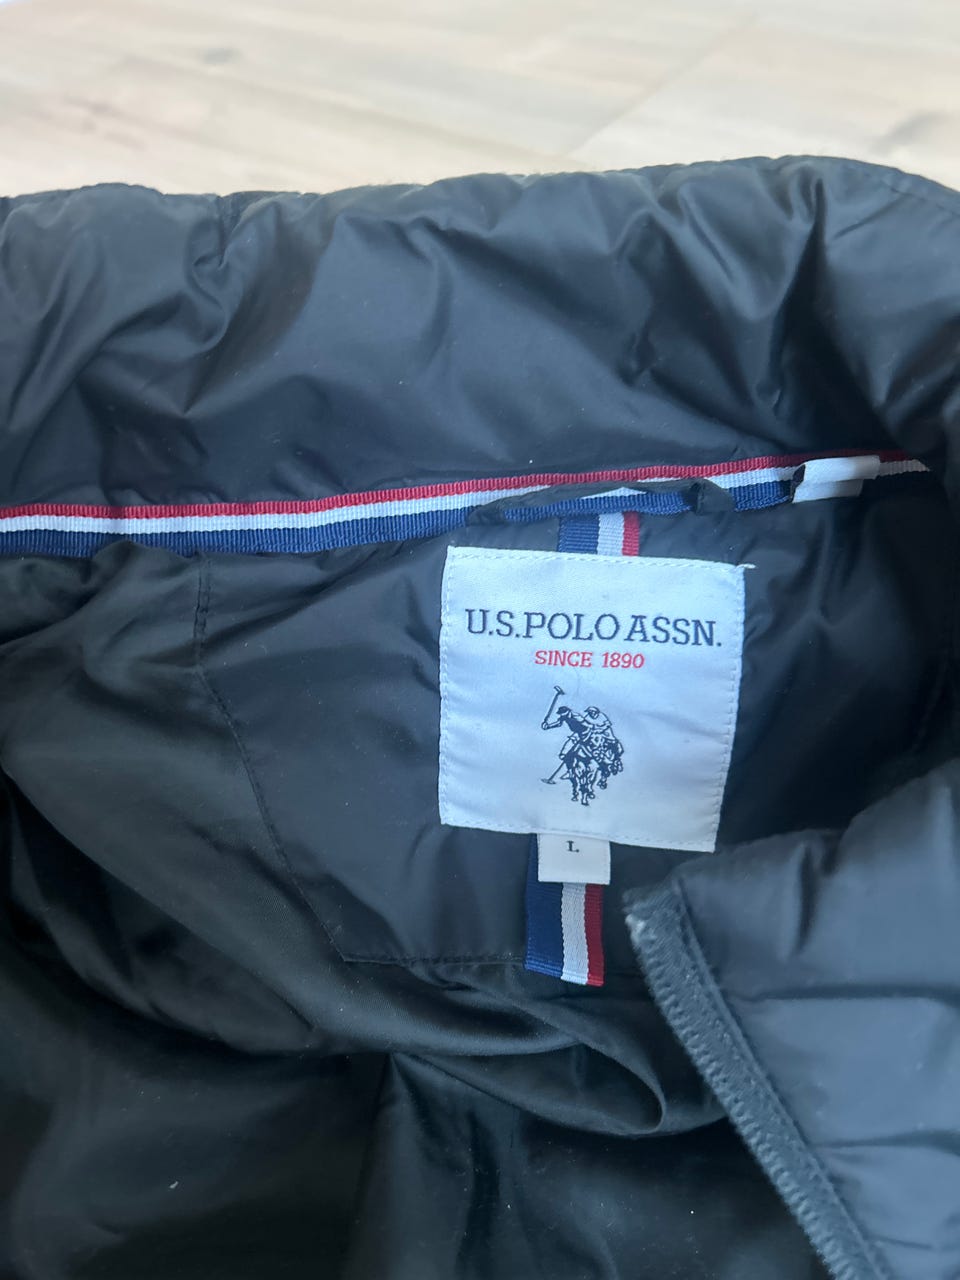 U.S. POLO ASSN.
SINCE 1890
L